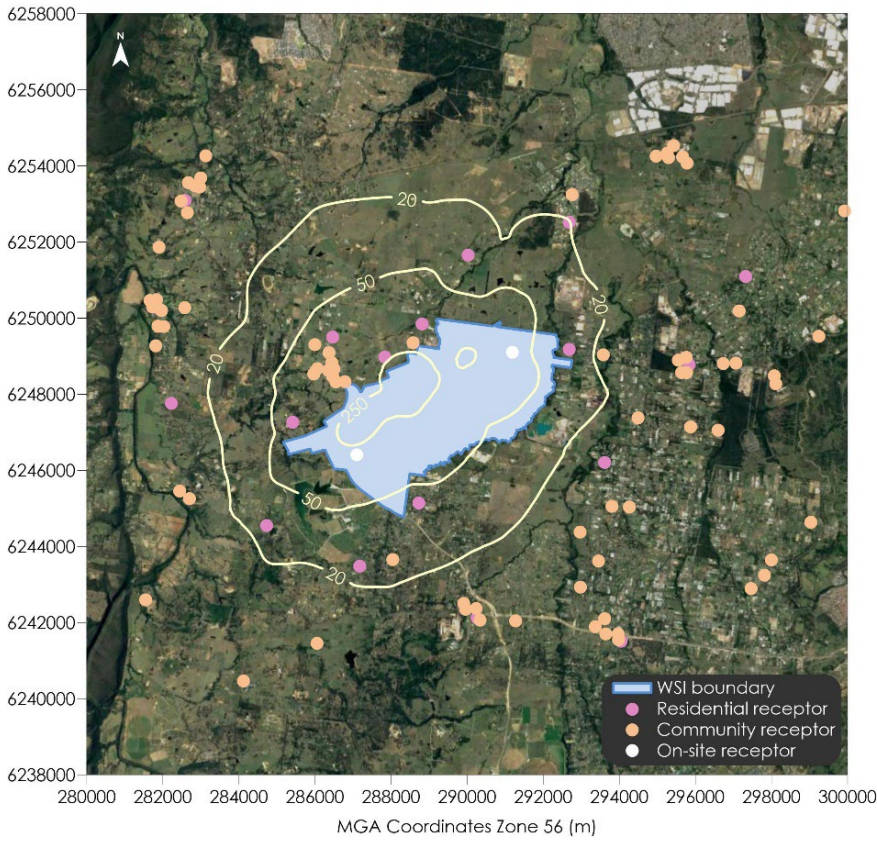 6258000
N
6256000
6254000
6252000
6250000
6248000
6246000
6244000
6242000
6240000
6238000
20
50
20
20
250
50
20
WSI boundary
Residential receptor
Community receptor
On-site receptor
280000 282000 284000 286000 288000 290000 292000 294000 296000 298000 300000
MGA Coordinates Zone 56 (m)